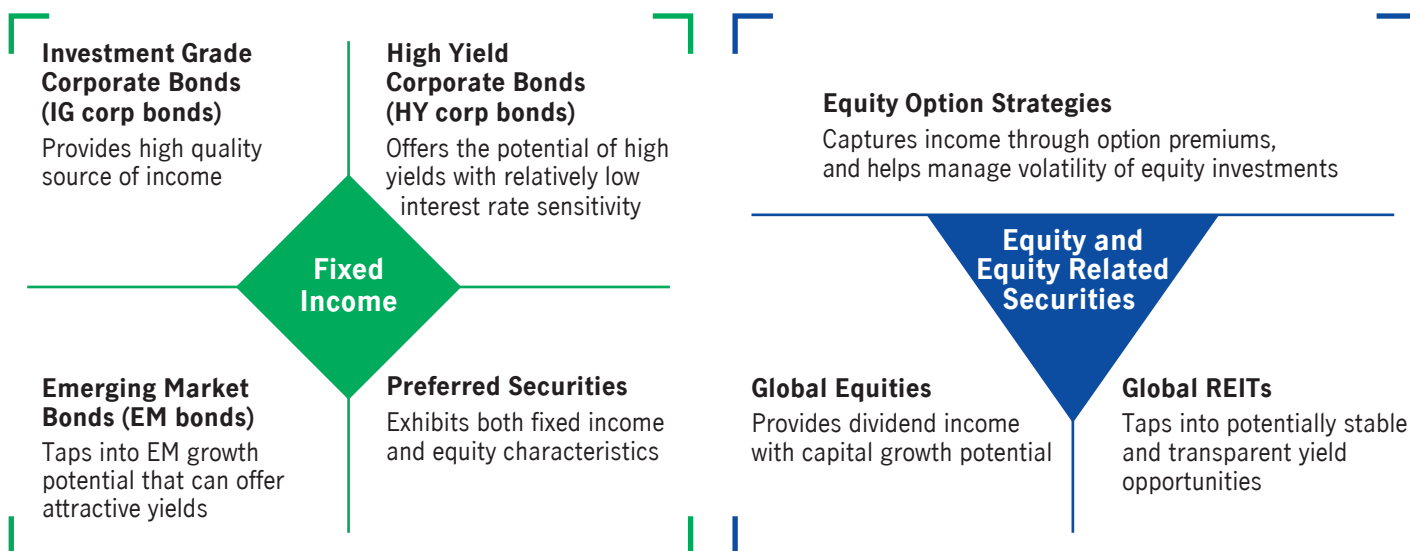 Investment Grade
Corporate Bonds
(IG corp bonds)
Provides high quality
source of income
High Yield
Corporate Bonds
(HY corp bonds)
Offers the potential of high
yields with relatively low
interest rate sensitivity
Fixed
Income
Emerging Market
Bonds (EM bonds)
Taps into EM growth
potential that can offer
attractive yields
Preferred Securities
Exhibits both fixed income
and equity characteristics
Equity Option Strategies
Captures income through option premiums,
and helps manage volatility of equity investments
Equity and
Equity Related
Securities
Global Equities
Provides dividend income
with capital growth potential
Global REITs
Taps into potentially stable
and transparent yield
opportunities